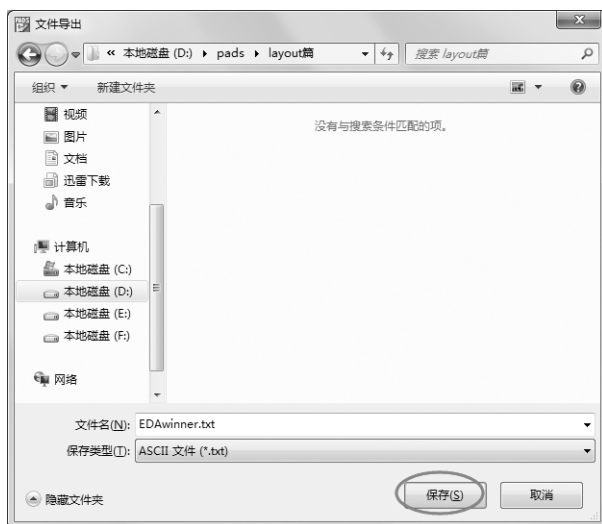 文件导出
« 本地磁盘 (D:) ▸ pads ▸ layout篇
搜索 layout篇
组织 新建文件夹
视频
没有与搜索条件匹配的项。
图片
文档
迅雷下载
音乐
计算机
本地磁盘 (C:)
本地磁盘 (D:)
本地磁盘 (E:)
本地磁盘 (F:)
网络
文件名(N): EDAwinner.txt
保存类型(T): ASCII 文件 (*.txt)
隐藏文件夹 保存(S) 取消